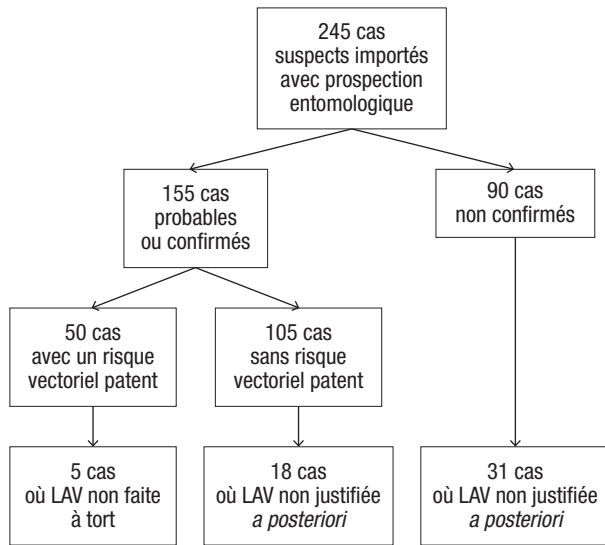 245 cas
suspects importés
avec prospection
entomologique
155 cas
probables
ou confirmés
90 cas
non confirmés
50 cas
avec un risque
vectoriel patent
105 cas
sans risque
vectoriel patent
5 cas
où LAV non faite
à tort
18 cas
où LAV non justifiée
a posteriori
31 cas
où LAV non justifiée
a posteriori